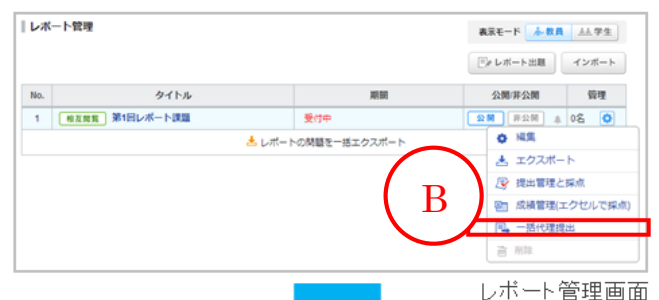 レポート管理
表示モード 教員 学生
レポート出題 インポート
No. タイトル 期間 公開/非公開 管理
1 相互閲覧 第1回レポート課題 受付中 公開 非公開 0名
レポートの問題を一括エクスポート
編集
エクスポート
提出管理と採点
成績管理(エクセルで採点)
一括代理提出
削除
B
レポート管理画面